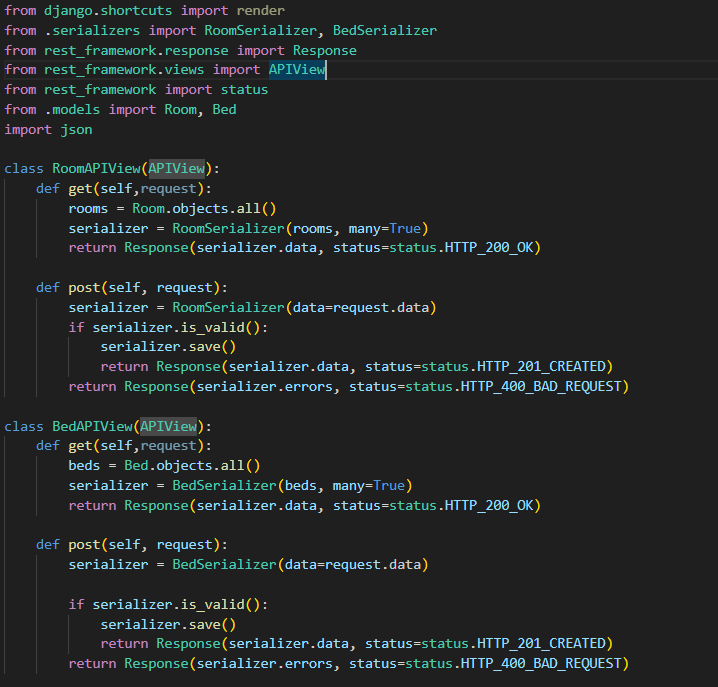 from django.shortcuts import render
from .serializers import RoomSerializer, BedSerializer
from rest_framework.response import Response
from rest_framework.views import APIView
from rest_framework import status
from .models import Room, Bed
import json

class RoomAPIView(APIView):
    def get(self,request):
        rooms = Room.objects.all()
        serializer = RoomSerializer(rooms, many=True)
        return Response(serializer.data, status=status.HTTP_200_OK)

    def post(self, request):
        serializer = RoomSerializer(data=request.data)
        if serializer.is_valid():
            serializer.save()
            return Response(serializer.data, status=status.HTTP_201_CREATED)
        return Response(serializer.errors, status=status.HTTP_400_BAD_REQUEST)

class BedAPIView(APIView):
    def get(self,request):
        beds = Bed.objects.all()
        serializer = BedSerializer(beds, many=True)
        return Response(serializer.data, status=status.HTTP_200_OK)

    def post(self, request):
        serializer = BedSerializer(data=request.data)

        if serializer.is_valid():
            serializer.save()
            return Response(serializer.data, status=status.HTTP_201_CREATED)
        return Response(serializer.errors, status=status.HTTP_400_BAD_REQUEST)